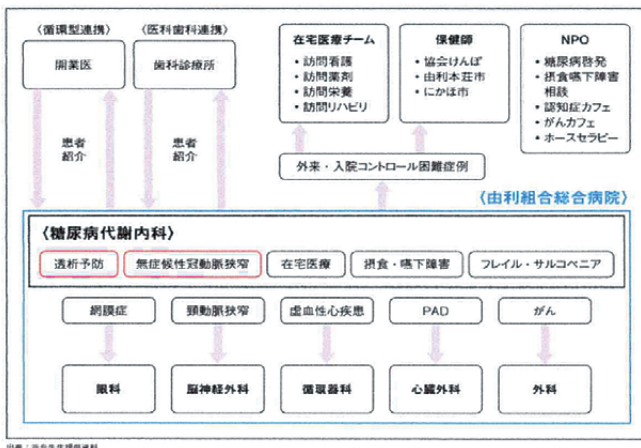 〈循環型連携〉
〈医科歯科連携〉
開業医
歯科診療所
患者
紹介
患者
紹介
在宅医療チーム
・訪問看護
・訪問薬剤
・訪問栄養
・訪問リハビリ
保健師
・協会けんぽ
・由利本荘市
・にかほ市
NPO
・糖尿病啓発
・摂食嚥下障害
相談
・認知症カフェ
・がんカフェ
・ホースセラピー
外来・入院コントロール困難症例
〈由利組合総合病院〉
〈糖尿病代謝内科〉
透析予防
無症候性冠動脈狭窄
在宅医療
摂食・嚥下障害
フレイル・サルコペニア
網膜症
頸動脈狭窄
虚血性心疾患
PAD
がん
眼科
脳神経外科
循環器科
心臓外科
外科